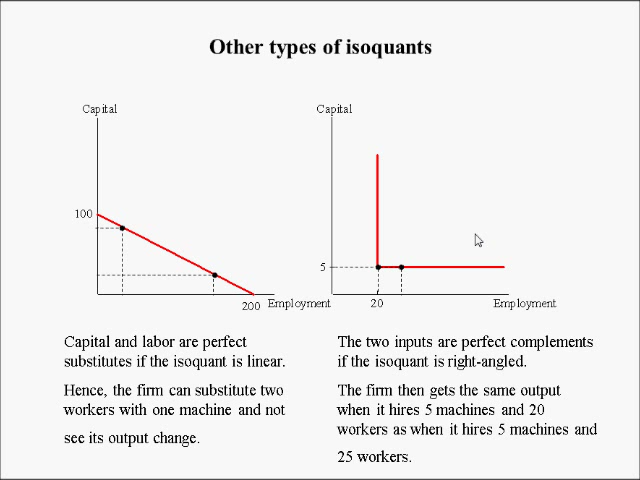 Other types of isoquants
Capital
100
200
Employment
Capital
5
20
Employment
Capital and labor are perfect
substitutes if the isoquant is linear.
Hence, the firm can substitute two
workers with one machine and not
see its output change.
The two inputs are perfect complements
if the isoquant is right-angled.
The firm then gets the same output
when it hires 5 machines and 20
workers as when it hires 5 machines and
25 workers.